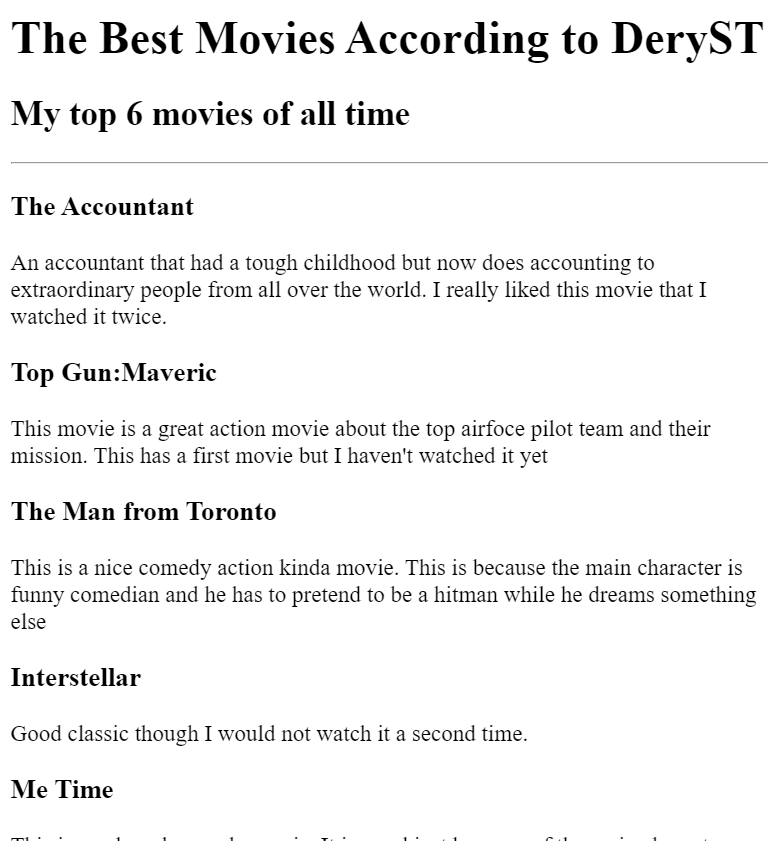 The Best Movies According to DeryST
My top 6 movies of all time
The Accountant
An accountant that had a tough childhood but now does accounting to
extraordinary people from all over the world. I really liked this movie that I
watched it twice.
Top Gun:Maveric
This movie is a great action movie about the top airfoce pilot team and their
mission. This has a first movie but I haven't watched it yet
The Man from Toronto
This is a nice comedy action kinda movie. This is because the main character is
funny comedian and he has to pretend to be a hitman while he dreams something
else
Interstellar
Good classic though I would not watch it a second time.
Me Time